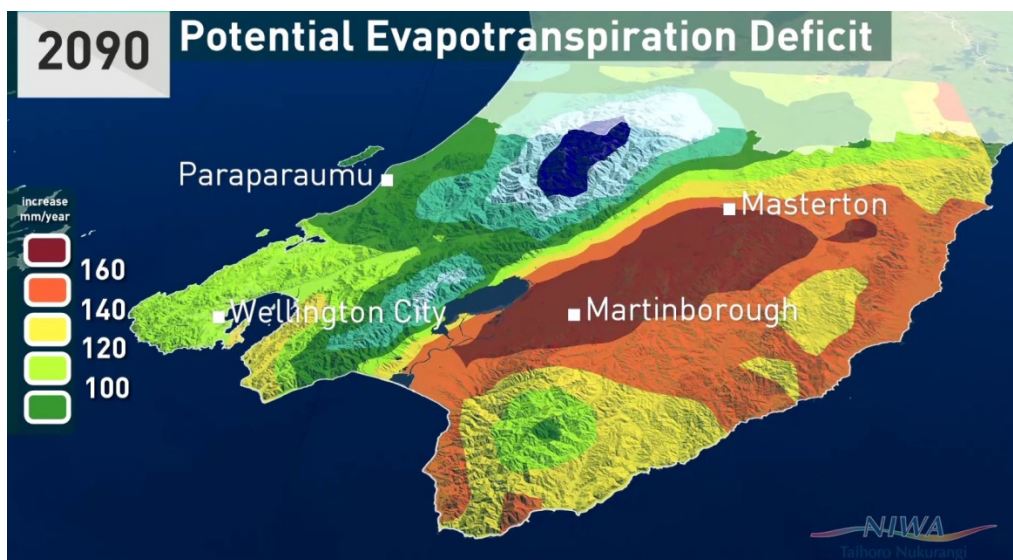 2090
Potential Evapotranspiration Deficit
Paraparaumu
increase
mm/year
Masterton
160
140
Wellington City
Martinborough
120
100
NIWA
Taihoro Nukurangi